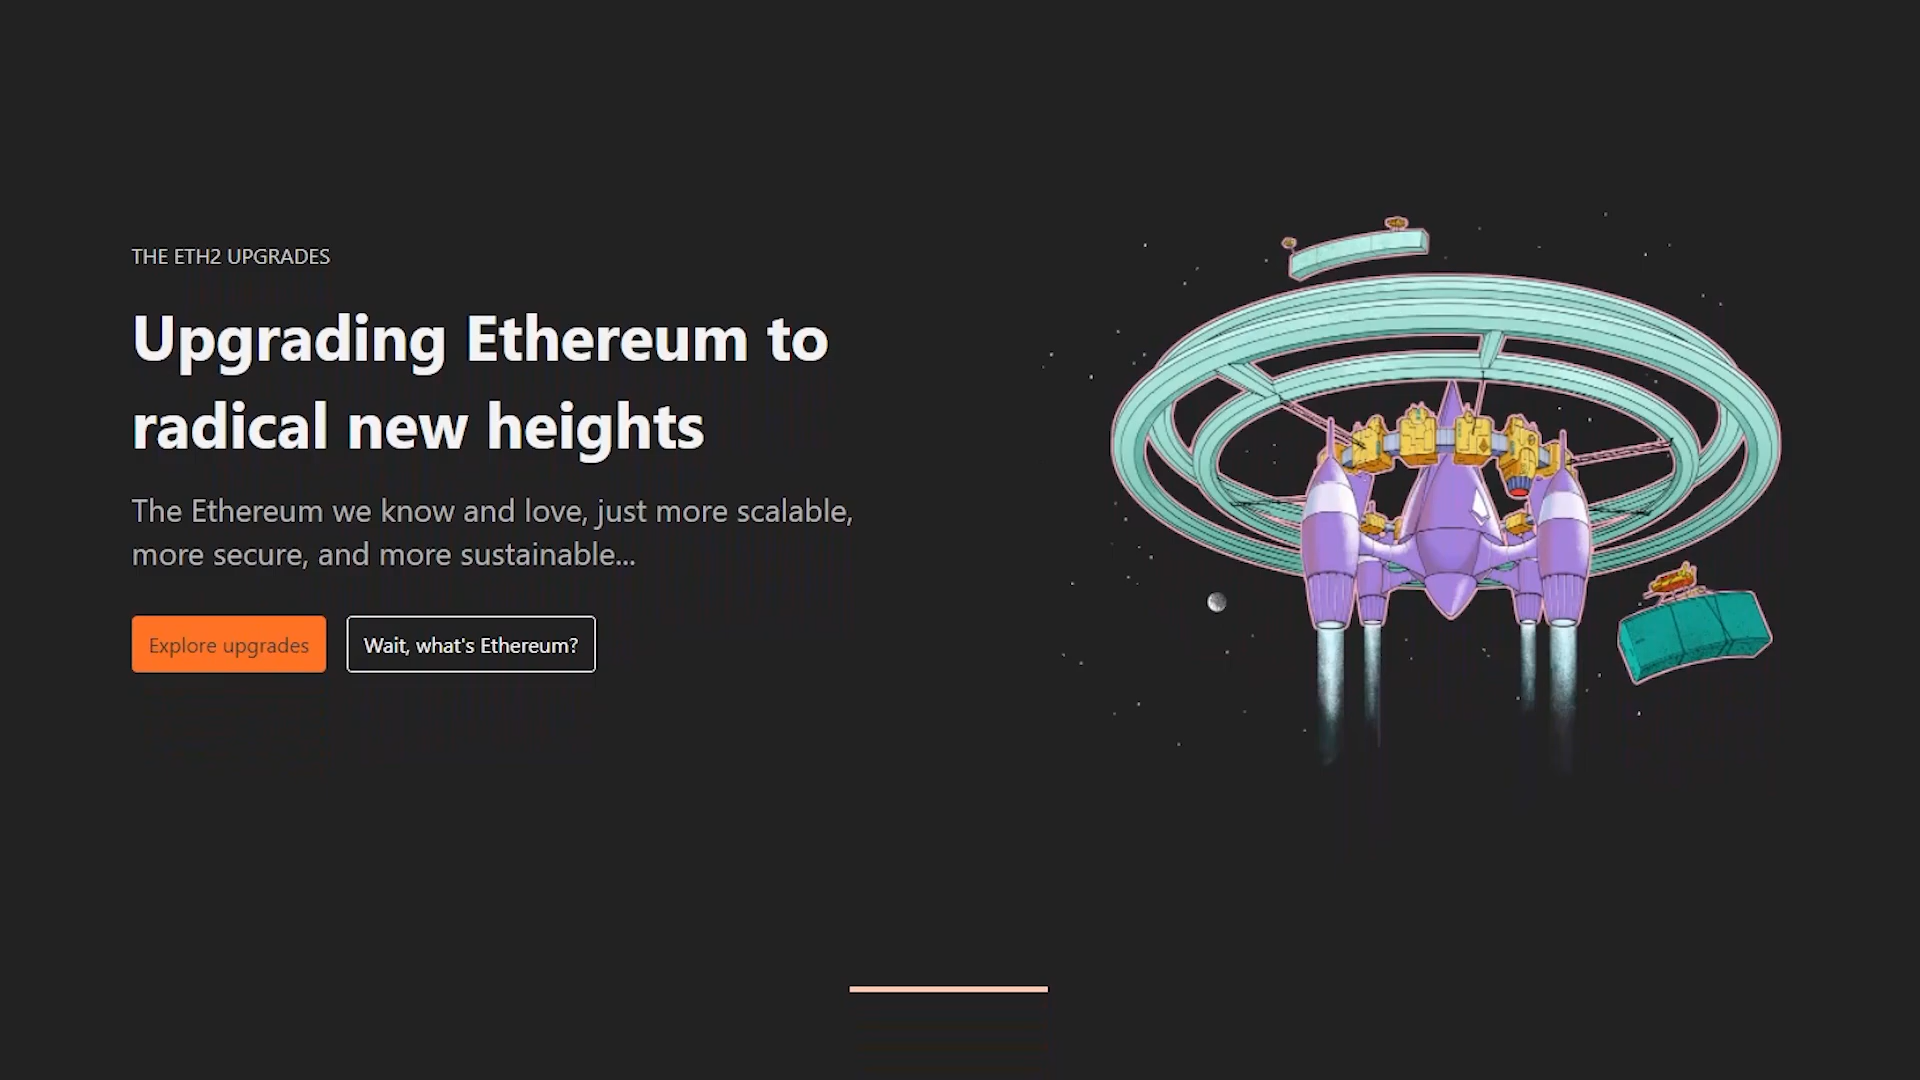 THE ETH2 UPGRADES
Upgrading Ethereum to
radical new heights
The Ethereum we know and love, just more scalable,
more secure, and more sustainable...
Explore upgrades
Wait, what's Ethereum?